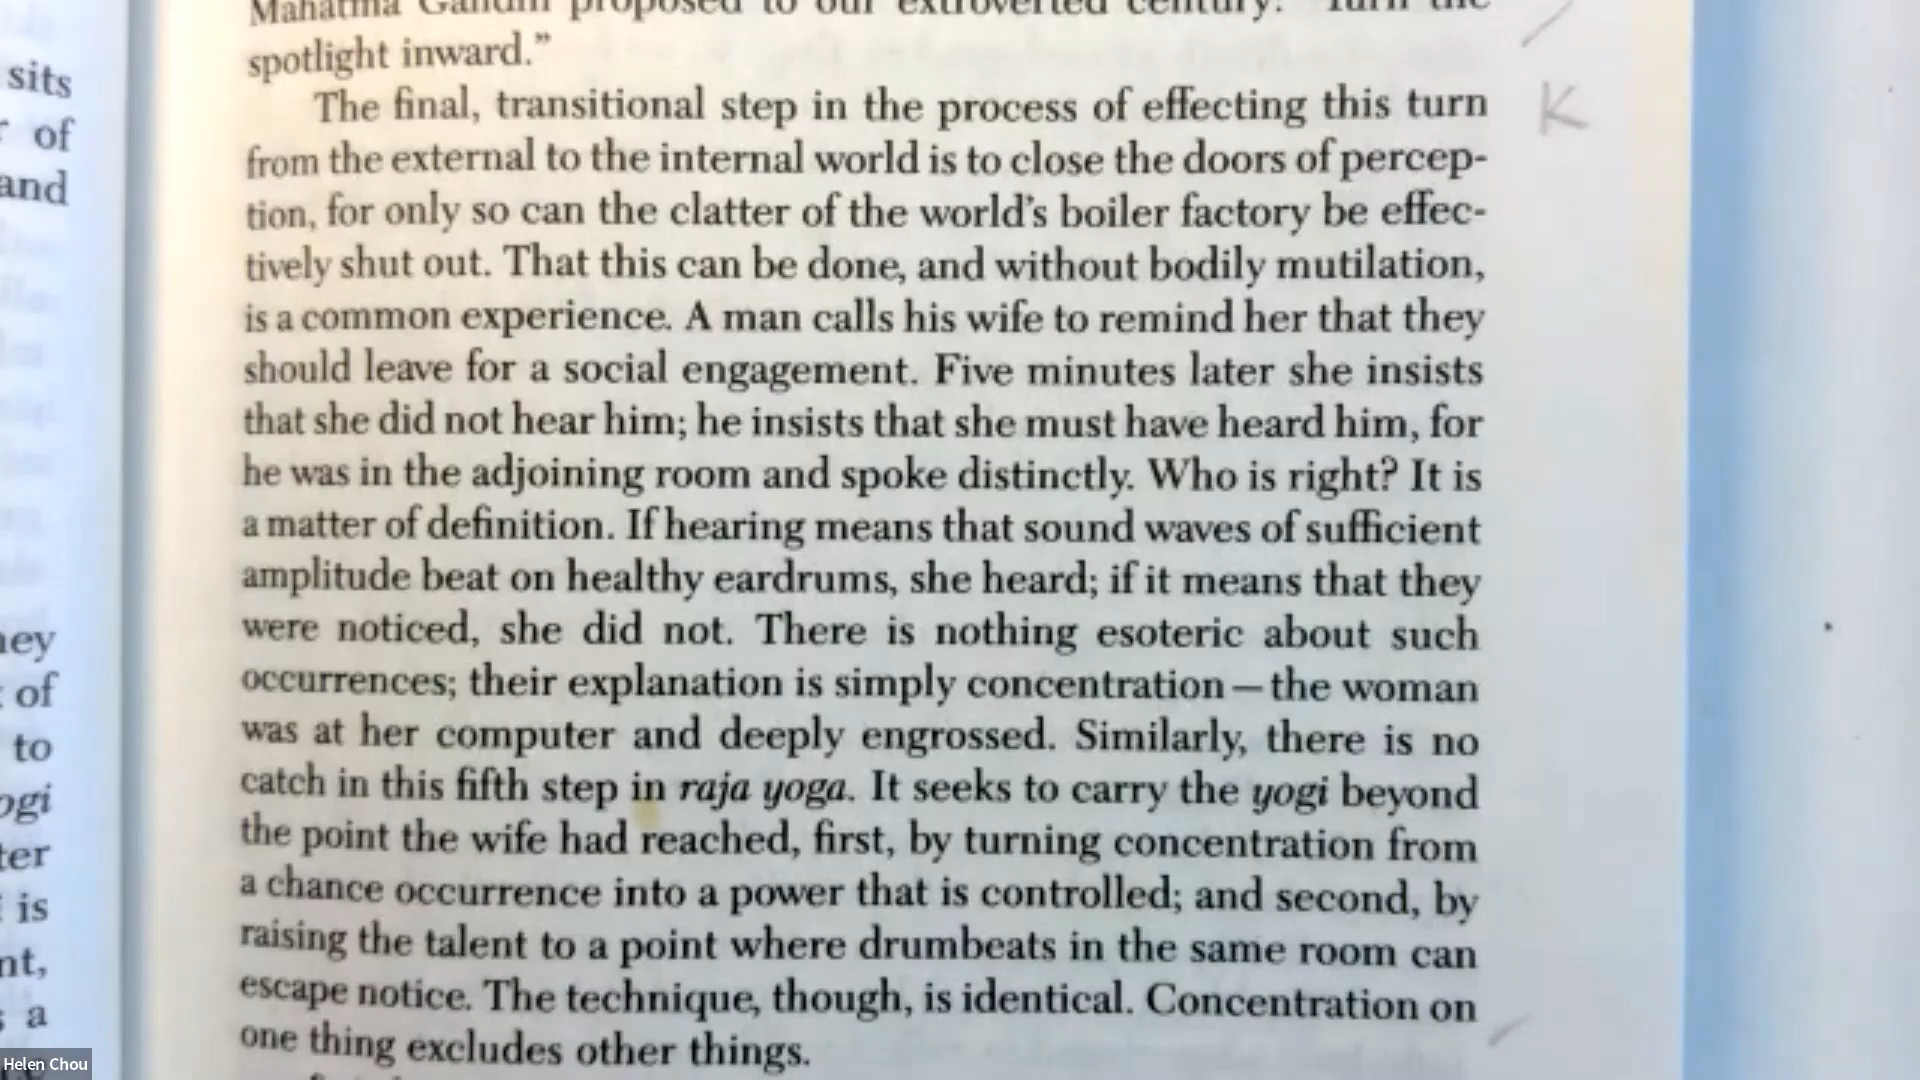 Mahatma Gandhi proposed to our extroverted century: "Turn the
spotlight inward."
The final, transitional step in the process of effecting this turn
from the external to the internal world is to close the doors of percep-
tion, for only so can the clatter of the world's boiler factory be effec-
tively shut out. That this can be done, and without bodily mutilation,
is a common experience. A man calls his wife to remind her that they
should leave for a social engagement. Five minutes later she insists
that she did not hear him; he insists that she must have heard him, for
he was in the adjoining room and spoke distinctly. Who is right? It is
a matter of definition. If hearing means that sound waves of sufficient
amplitude beat on healthy eardrums, she heard; if it means that they
were noticed, she did not. There is nothing esoteric about such
occurrences; their explanation is simply concentration—the woman
was at her computer and deeply engrossed. Similarly, there is no
catch in this fifth step in raja yoga. It seeks to carry the yogi beyond
the point the wife had reached, first, by turning concentration from
a chance occurrence into a power that is controlled; and second, by
raising the talent to a point where drumbeats in the same room can
escape notice. The technique, though, is identical. Concentration on
one thing excludes other things.
K
sits
of
and
of
to
is
a
Helen Chou